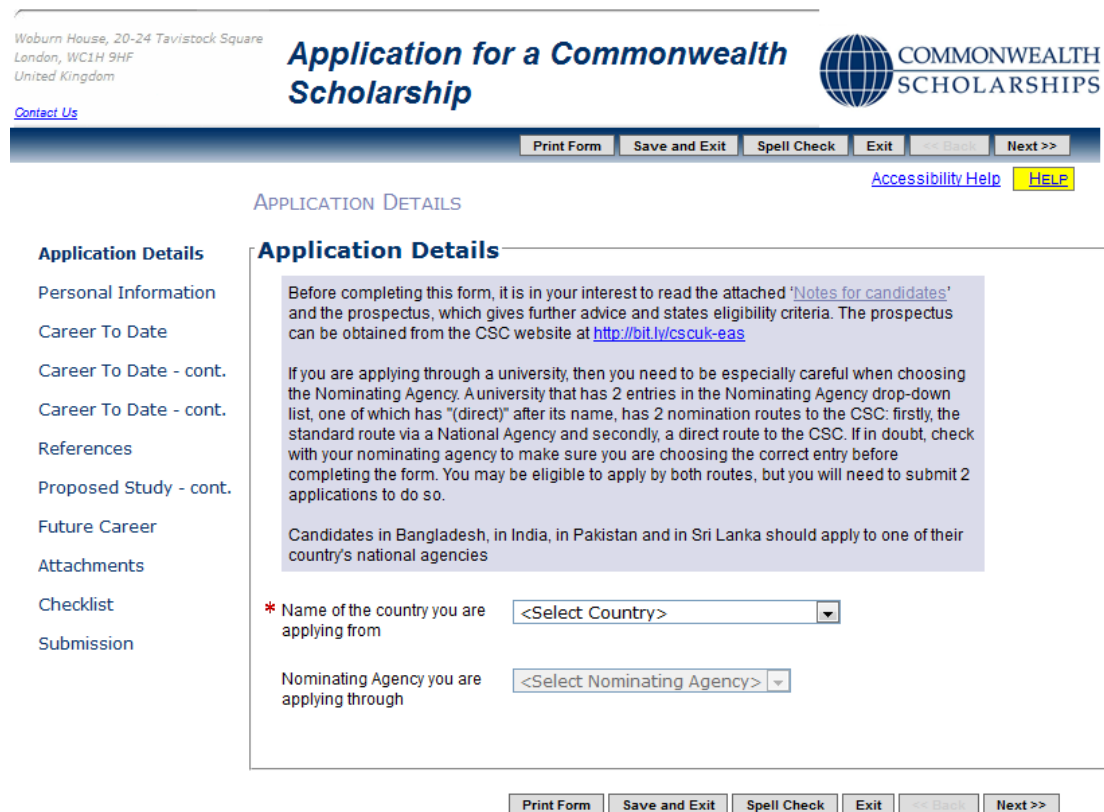 Woburn House, 20-24 Tavistock Square
London, WC1H 9HF
United Kingdom
Contact Us
Application for a Commonwealth
Scholarship
COMMONWEALTH
SCHOLARSHIPS
Print Form Save and Exit Spell Check Exit << Back Next >>
Accessibility Help HELP
APPLICATION DETAILS
Application Details
Personal Information
Career To Date
Career To Date - cont.
Career To Date - cont.
References
Proposed Study - cont.
Future Career
Attachments
Checklist
Submission
Application Details
Before completing this form, it is in your interest to read the attached 'Notes for candidates'
and the prospectus, which gives further advice and states eligibility criteria. The prospectus
can be obtained from the CSC website at http://bit.ly/cscuk-eas
If you are applying through a university, then you need to be especially careful when choosing
the Nominating Agency. A university that has 2 entries in the Nominating Agency drop-down
list, one of which has "(direct)" after its name, has 2 nomination routes to the CSC: firstly, the
standard route via a National Agency and secondly, a direct route to the CSC. If in doubt, check
with your nominating agency to make sure you are choosing the correct entry before
completing the form. You may be eligible to apply by both routes, but you will need to submit 2
applications to do so.
Candidates in Bangladesh, in India, in Pakistan and in Sri Lanka should apply to one of their
country's national agencies
* Name of the country you are
applying from
<Select Country>
Nominating Agency you are
applying through
<Select Nominating Agency>
Print Form Save and Exit Spell Check Exit << Back Next >>